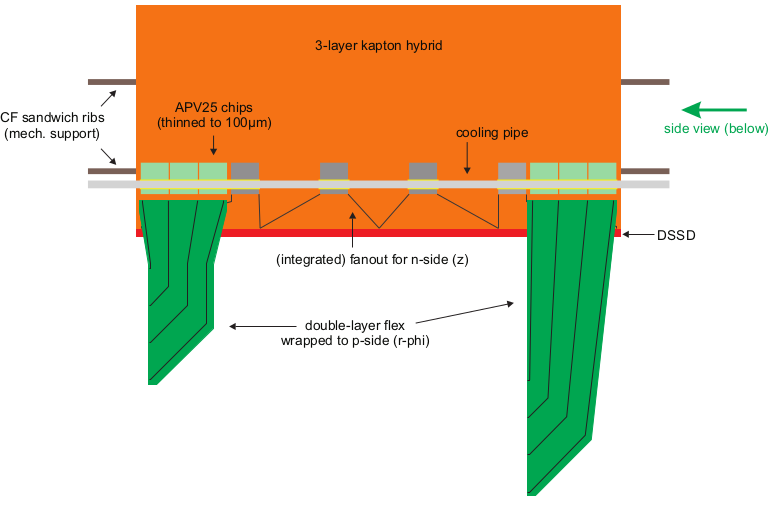 3-layer kapton hybrid
APV25 chips
(thinned to 100µm)
CF sandwich ribs
(mech. support)
cooling pipe
side view (below)
DSSD
(integrated) fanout for n-side (z)
double-layer flex
wrapped to p-side (r-phi)